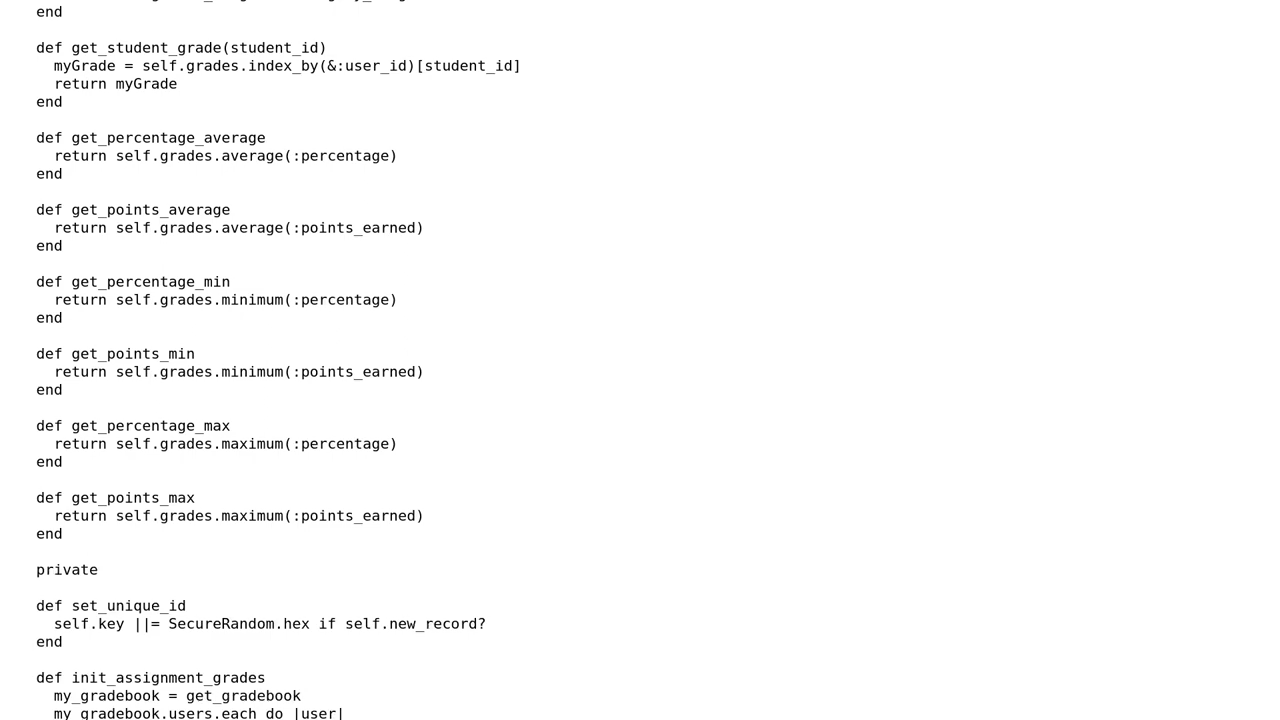 end
def get_student_grade(student_id)
myGrade = self.grades.index_by(&:user_id)[student_id]
return myGrade
end
def get_percentage_average
return self.grades.average(:percentage)
end
def get_points_average
return self.grades.average(:points_earned)
end
def get_percentage_min
return self.grades.minimum(:percentage)
end
def get_points_min
return self.grades.minimum(:points_earned)
end
def get_percentage_max
return self.grades.maximum(:percentage)
end
def get_points_max
return self.grades.maximum(:points_earned)
end
private
def set_unique_id
self.key ||= SecureRandom.hex if self.new_record?
end
def init_assignment_grades
my_gradebook = get_gradebook
my_gradebook.users.each do |user|